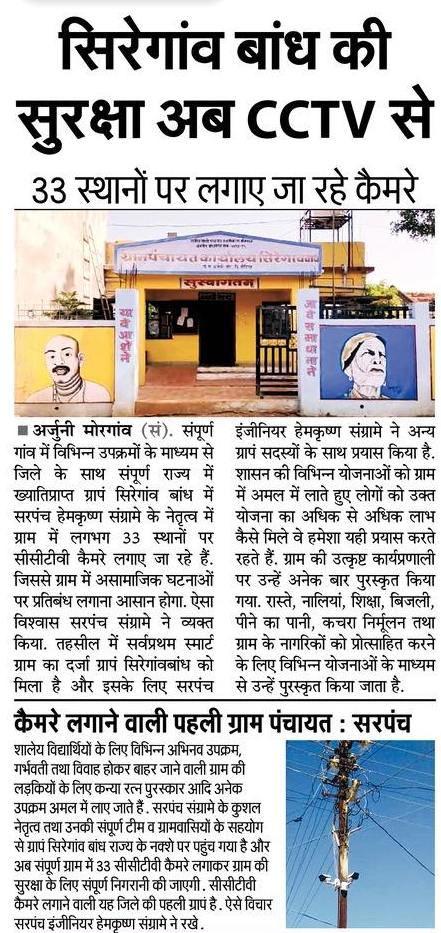 सिरेगांव बांध की
सुरक्षा अब CCTV से
33 स्थानों पर लगाए जा रहे कैमरे
ग्रामपंचायत कार्यालय सिरेगावबांध
सुस्वागतम
■ अर्जुनी मोरगांव (सं). संपूर्ण
गांव में विभिन्न उपक्रमों के माध्यम से
जिले के साथ संपूर्ण राज्य में
ख्यातिप्राप्त ग्रापं सिरेगांव बांध में
सरपंच हेमकृष्ण संग्रामे के नेतृत्व में
ग्राम में लगभग 33 स्थानों पर
सीसीटीवी कैमरे लगाए जा रहे हैं.
जिससे ग्राम में असामाजिक घटनाओं
पर प्रतिबंध लगाना आसान होगा. ऐसा
विश्वास सरपंच संग्रामे ने व्यक्त
किया. तहसील में सर्वप्रथम स्मार्ट
ग्राम का दर्जा ग्रापं सिरेगांवबांध को
मिला है और इसके लिए सरपंच
इंजीनियर हेमकृष्ण संग्रामे ने अन्य
ग्रापं सदस्यों के साथ प्रयास किया है.
शासन की विभिन्न योजनाओं को ग्राम
में अमल में लाते हुए लोगों को उक्त
योजना का अधिक से अधिक लाभ
कैसे मिले वे हमेशा यही प्रयास करते
रहते हैं. ग्राम की उत्कृष्ट कार्यप्रणाली
पर उन्हें अनेक बार पुरस्कृत किया
गया. रास्ते, नालियां, शिक्षा, बिजली,
पीने का पानी, कचरा निर्मूलन तथा
ग्राम के नागरिकों को प्रोत्साहित करने
के लिए विभिन्न योजनाओं के माध्यम
से उन्हें पुरस्कृत किया जाता है.
कैमरे लगाने वाली पहली ग्राम पंचायत : सरपंच
शालेय विद्यार्थियों के लिए विभिन्न अभिनव उपक्रम,
गर्भवती तथा विवाह होकर बाहर जाने वाली ग्राम की
लड़कियों के लिए कन्या रत्न पुरस्कार आदि अनेक
उपक्रम अमल में लाए जाते हैं. सरपंच संग्रामे के कुशल
नेतृत्व तथा उनकी संपूर्ण टीम व ग्रामवासियों के सहयोग
से ग्रापं सिरेगांव बांध राज्य के नक्शे पर पहुंच गया है और
अब संपूर्ण ग्राम में 33 सीसीटीवी कैमरे लगाकर ग्राम की
सुरक्षा के लिए संपूर्ण निगरानी की जाएगी. सीसीटीवी
कैमरे लगाने वाली यह जिले की पहली ग्रापं है. ऐसे विचार
सरपंच इंजीनियर हेमकृष्ण संग्रामे ने रखे.